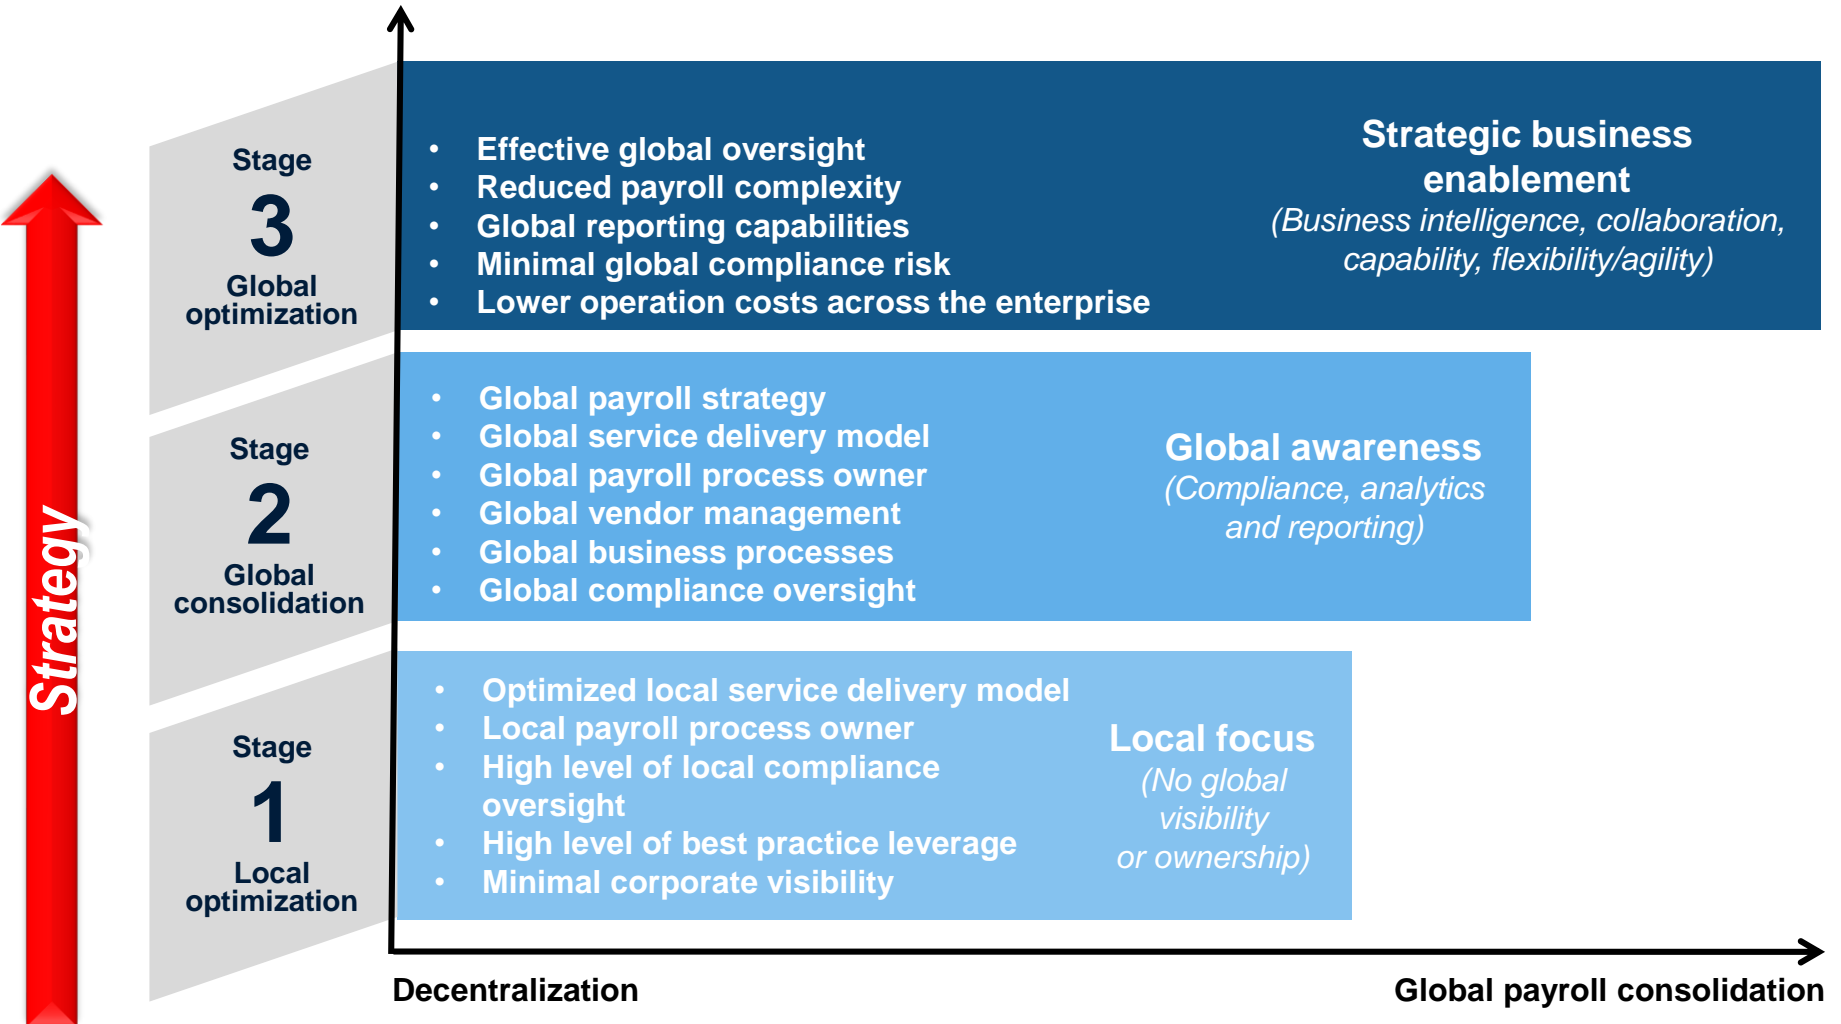 Strategy
Stage
3
Global
optimization
• Effective global oversight
• Reduced payroll complexity
• Global reporting capabilities
• Minimal global compliance risk
• Lower operation costs across the enterprise
Strategic business
enablement
(Business intelligence, collaboration,
capability, flexibility/agility)
Stage
2
Global
consolidation
• Global payroll strategy
• Global service delivery model
• Global payroll process owner
• Global vendor management
• Global business processes
• Global compliance oversight
Global awareness
(Compliance, analytics
and reporting)
Stage
1
Local
optimization
• Optimized local service delivery model
• Local payroll process owner
• High level of local compliance
oversight
• High level of best practice leverage
• Minimal corporate visibility
Local focus
(No global
visibility
or ownership)
Decentralization
Global payroll consolidation